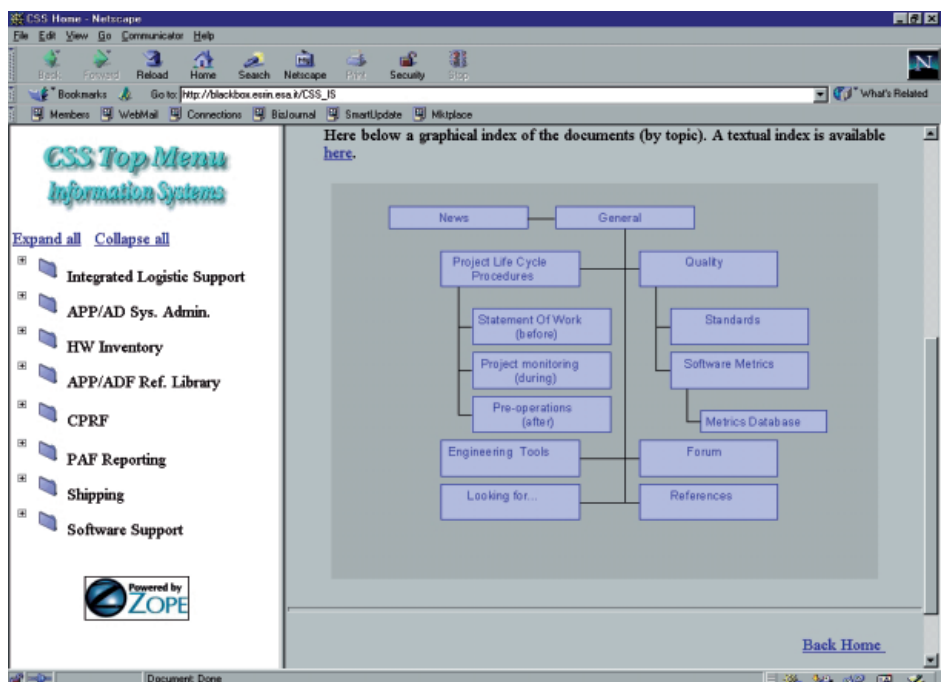 CSS Home - Netscape
File Edit View Go Communicator Help
Back Forward Reload Home Search Netscape Print Security Stop
Bookmarks Go to: http://blackbox.esrin.esa.it/CSS_IS What's Related
Members WebMail Connections BizJournal SmartUpdate Mktplace
CSS Top Menu
Information Systems
Expand all Collapse all
Integrated Logistic Support
APP/AD Sys. Admin.
HW Inventory
APP/ADF Ref. Library
CPRF
PAF Reporting
Shipping
Software Support
Powered by
ZOPE
Here below a graphical index of the documents (by topic). A textual index is available
here.
News
General
Project Life Cycle
Procedures
Quality
Statement Of Work
(before)
Standards
Project monitoring
(during)
Software Metrics
Pre-operations
(after)
Metrics Database
Engineering Tools
Forum
Looking for...
References
Back Home
Document: Done